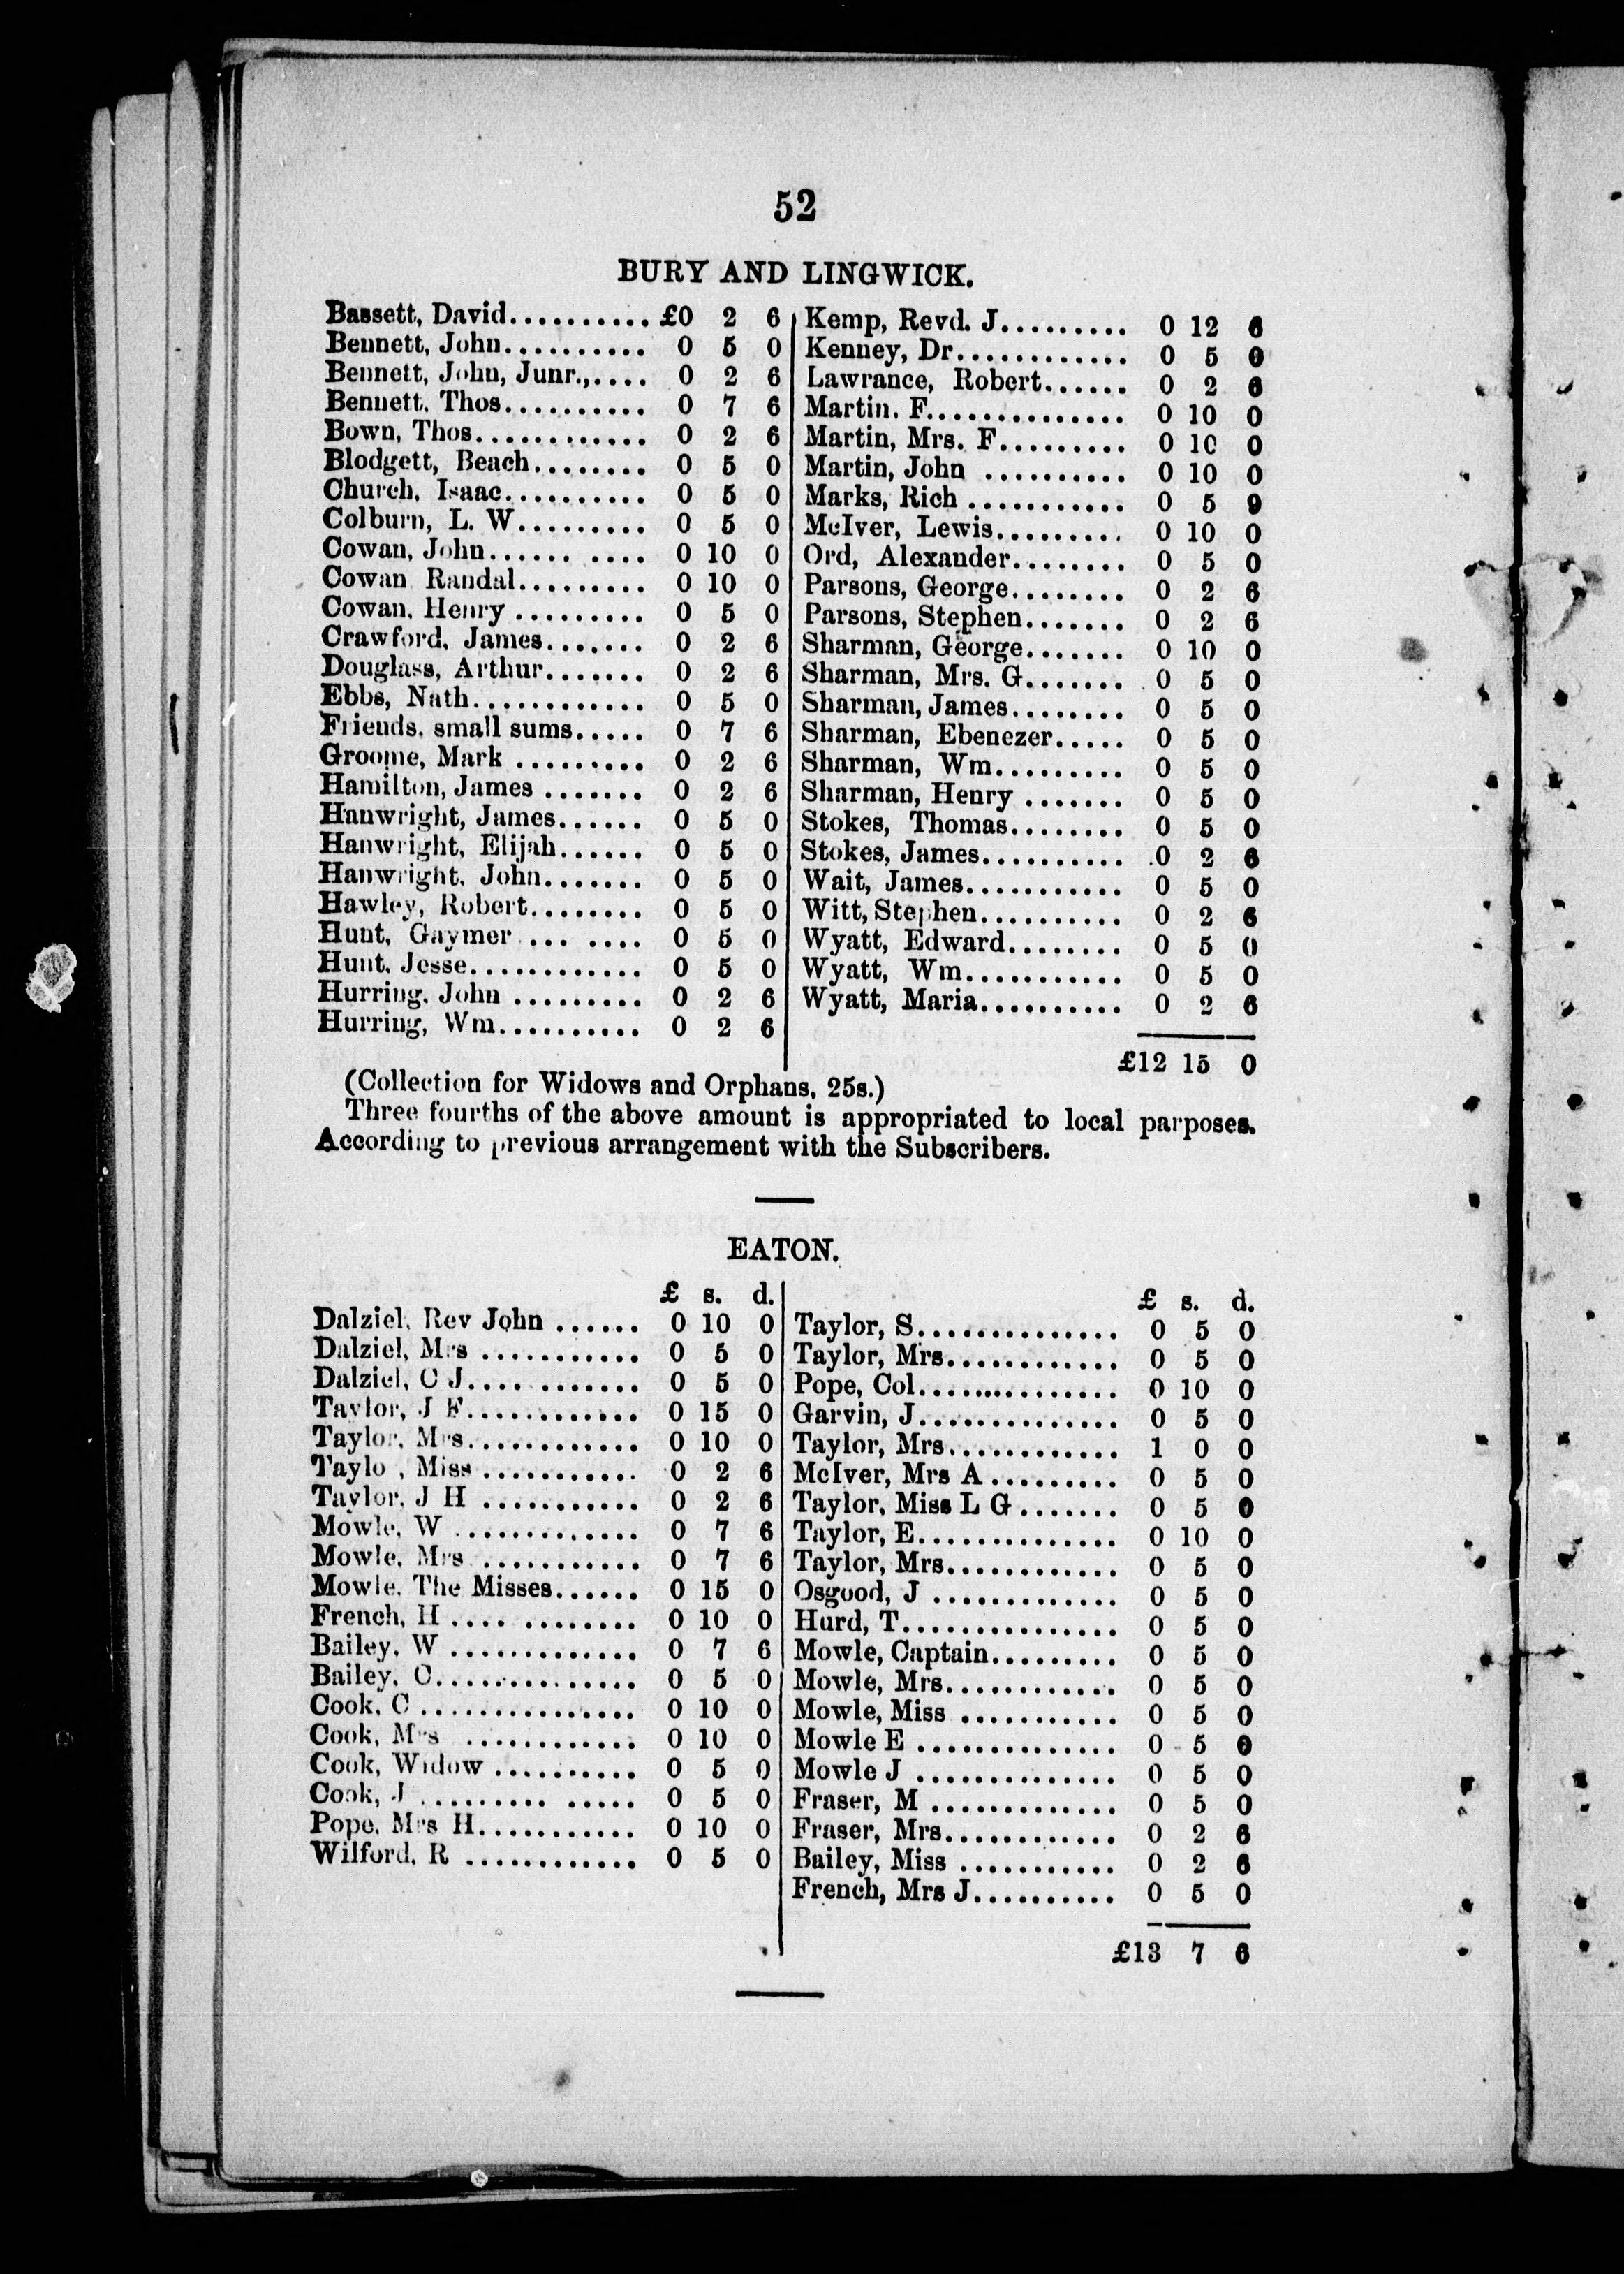 52
BURY AND LINGWICK.
Bassett, David.......... £0 2 6
Bennett, John.......... 0 5 0
Bennett, John, Junr.,.... 0 2 6
Bennett. Thos.......... 0 7 6
Bown, Thos............ 0 2 6
Blodgett, Beach........ 0 5 0
Church, Isaac.......... 0 5 0
Colburn, L. W......... 0 5 0
Cowan, John...... .... 0 10 0
Cowan Randal......... 0 10 0
Cowan, Henry ......... 0 5 0
Crawford, James....... 0 2 6
Douglass, Arthur....... 0 2 6
Ebbs, Nath............ 0 5 0
Friends, small sums..... 0 7 6
Groome, Mark ......... 0 2 6
Hamilton, James ....... 0 2 6
Hanwright, James...... 0 5 0
Hanwright, Elijah...... 0 5 0
Hanwright. John....... 0 5 0
Hawley, Robert........ 0 5 0
Hunt, Gaymer ... .... 0 5 0
Hunt, Jesse............ 0 5 0
Hurring, John ......... 0 2 6
Hurring, Wm.......... 0 2 6
Kemp, Revd. J......... 0 12 6
Kenney, Dr............ 0 5 0
Lawrance, Robert...... 0 2 6
Martin, F.............. 0 10 0
Martin, Mrs. F......... 0 10 0
Martin, John .......... 0 10 0
Marks, Rich ........... 0 5 9
McIver, Lewis......... 0 10 0
Ord, Alexander........ 0 5 0
Parsons, George........ 0 2 6
Parsons, Stephen....... 0 2 6
Sharman, George....... 0 10 0
Sharman, Mrs. G....... 0 5 0
Sharman, James........ 0 5 0
Sharman, Ebenezer..... 0 5 0
Sharman, Wm......... 0 5 0
Sharman, Henry ....... 0 5 0
Stokes, Thomas........ 0 5 0
Stokes, James.......... 0 2 6
Wait, James........... 0 5 0
Witt, Stephen.......... 0 2 6
Wyatt, Edward........ 0 5 0
Wyatt, Wm........... 0 5 0
Wyatt, Maria.......... 0 2 6
£12 15 0
(Collection for Widows and Orphans, 25s.)
Three fourths of the above amount is appropriated to local parposes.
According to previous arrangement with the Subscribers.
EATON.
£ s. d.
Dalziel, Rev John ...... 0 10 0
Dalziel, Mrs ........... 0 5 0
Dalziel, C J............ 0 5 0
Taylor, J F............ 0 15 0
Taylor, Mrs............ 0 10 0
Taylo , Miss ........... 0 2 6
Taylor, J H ........... 0 2 6
Mowle, W ............. 0 7 6
Mowle, Mrs ........... 0 7 6
Mowle. The Misses...... 0 15 0
French, H .... ........ 0 10 0
Bailey, W ............. 0 7 6
Bailey, C.............. 0 5 0
Cook, C ............... 0 10 0
Cook, Mrs ............ 0 10 0
Cook, Widow .......... 0 5 0
Cook, J ......... ..... 0 5 0
Pope, Mrs H........... 0 10 0
Wilford, R ............ 0 5 0
£ s. d.
Taylor, S.............. 0 5 0
Taylor, Mrs............ 0 5 0
Pope, Col.............. 0 10 0
Garvin, J.............. 0 5 0
Taylor, Mrs............ 1 0 0
McIver, Mrs A ......... 0 5 0
Taylor, Miss L G ....... 0 5 0
Taylor, E.............. 0 10 0
Taylor, Mrs............ 0 5 0
Osgood, J ............. 0 5 0
Hurd, T............... 0 5 0
Mowle, Captain......... 0 5 0
Mowle, Mrs............ 0 5 0
Mowle, Miss ........... 0 5 0
Mowle E .............. 0 5 0
Mowle J .............. 0 5 0
Fraser, M ............. 0 5 0
Fraser, Mrs............ 0 2 6
Bailey, Miss ........... 0 2 6
French, Mrs J.......... 0 5 0
£13 7 6